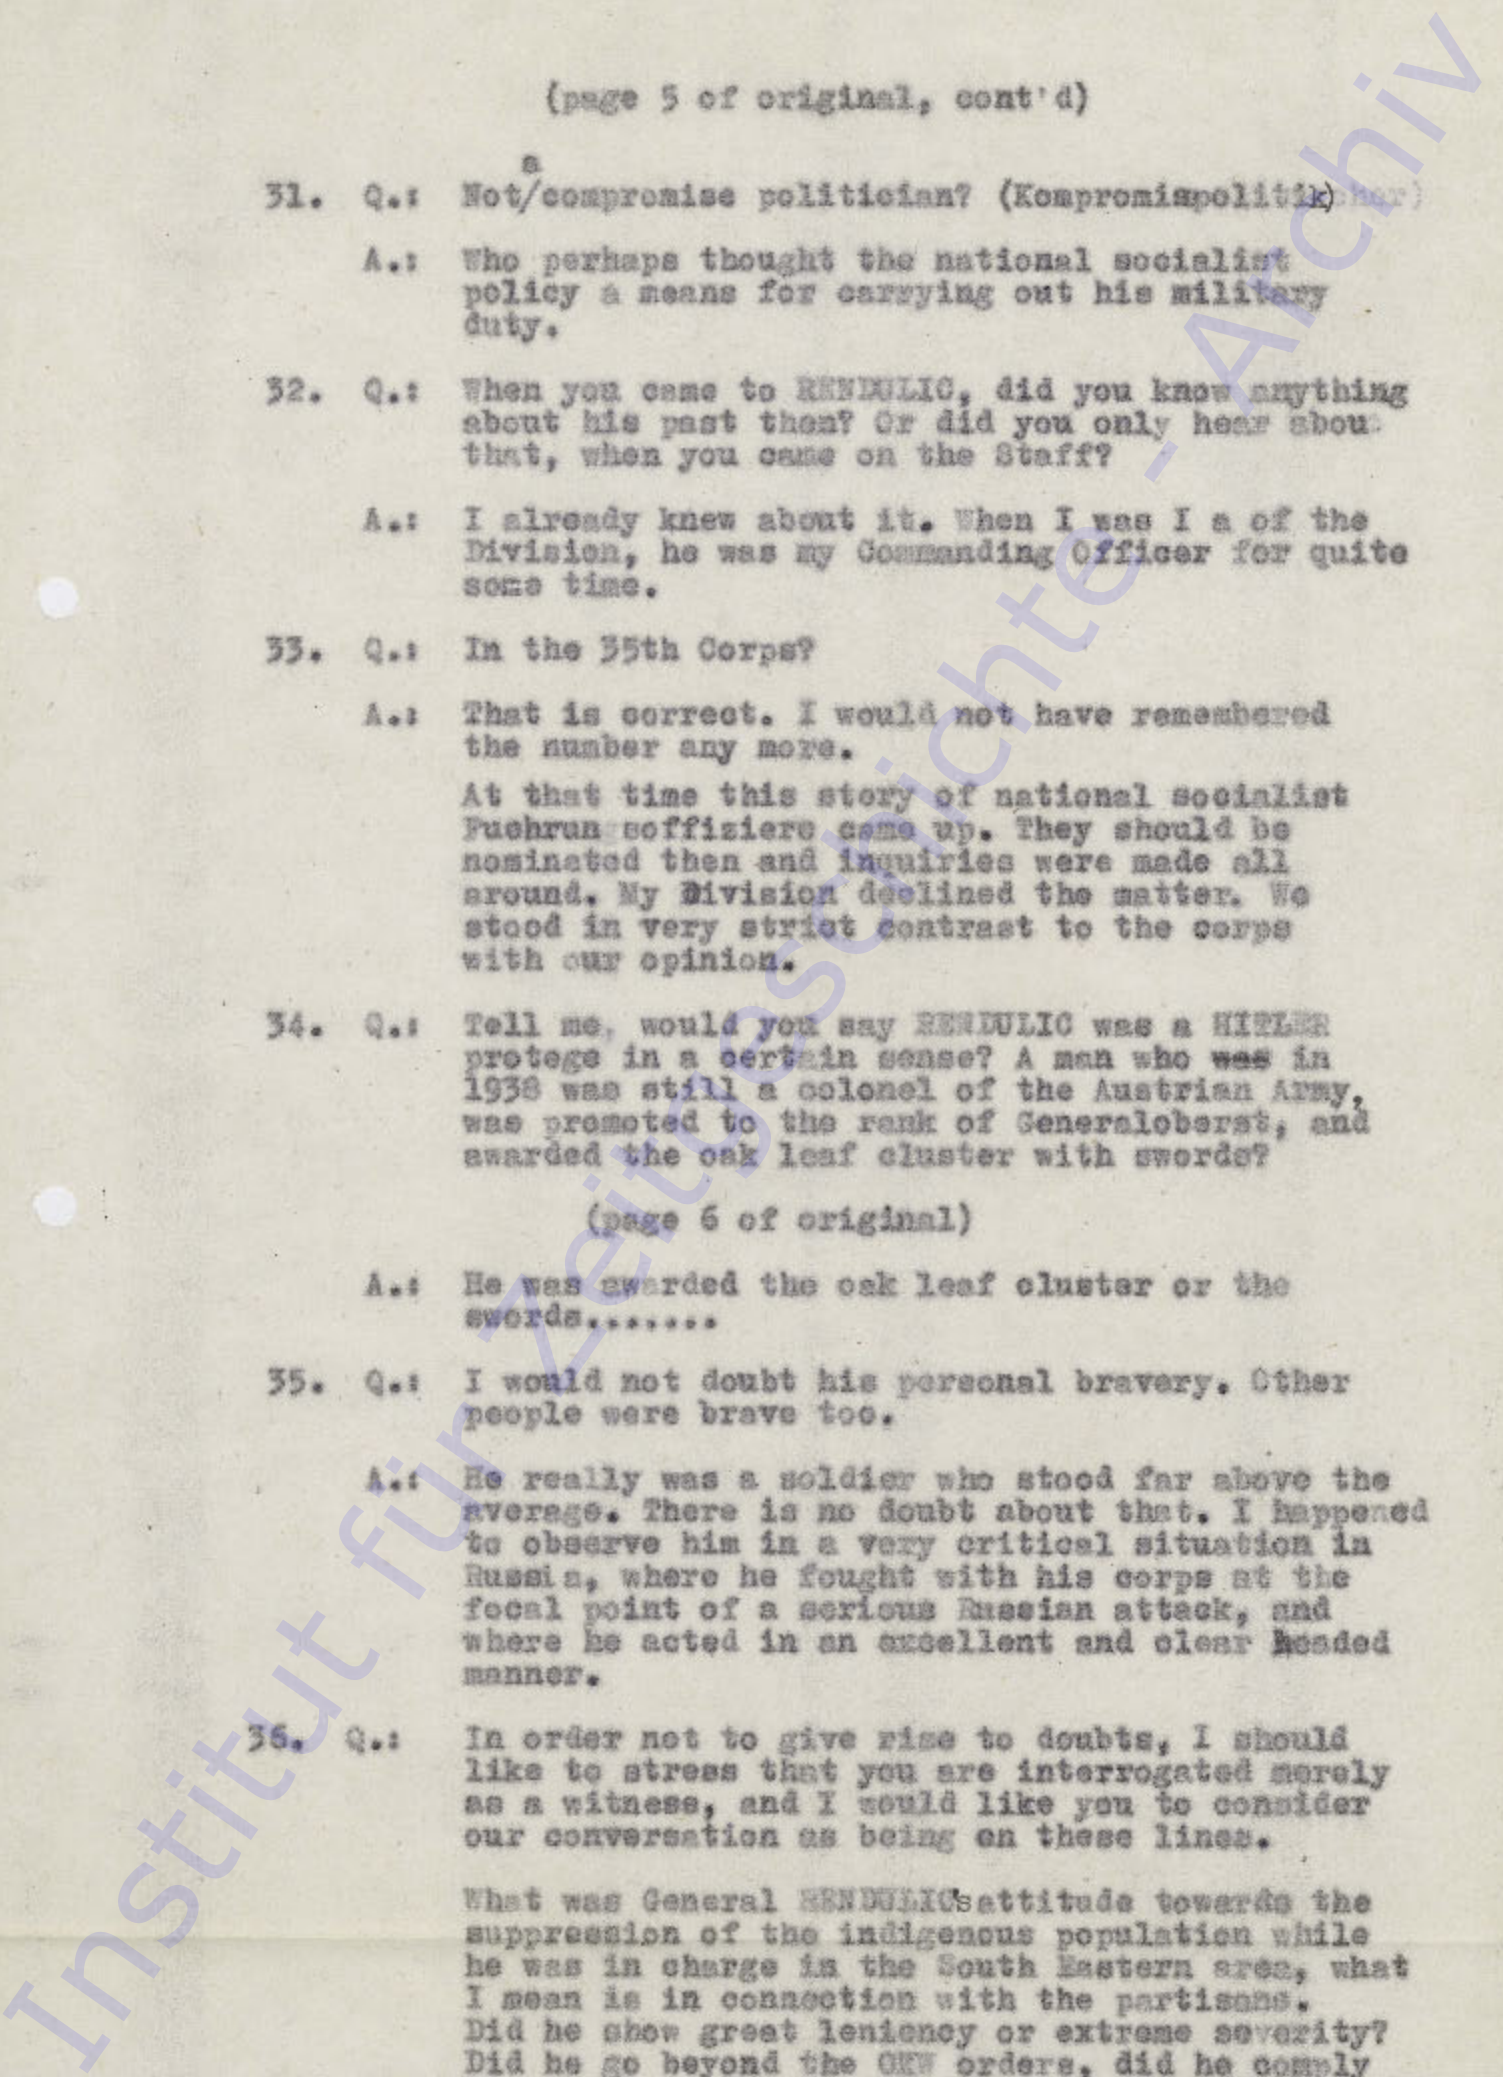 (page 5 of original, cont'd)
a
31. Q.: Not/compromise politician? (Kompromispolitik)
A.: Who perhaps thought the national socialist
policy a means for carrying out his military
duty.
32. Q.: When you came to RENDULIC, did you know anything
about his past then? Or did you only hear about
that, when you came on the Staff?
A.: I already knew about it. When I was I a of the
Division, he was my Commanding Officer for quite
some time.
33. Q.: In the 35th Corps?
A.: That is correct. I would not have remembered
the number any more.
At that time this story of national socialist
Fuehrungsoffiziere came up. They should be
nominated then and inquiries were made all
around. My Division declined the matter. We
stood in very strict contrast to the corps
with our opinion.
34. Q.: Tell me, would you say RENDULIC was a HITLER
protege in a certain sense? A man who was in
1938 was still a colonel of the Austrian Army,
was promoted to the rank of Generaloberst, and
awarded the oak leaf cluster with swords?
(page 6 of original)
A.: He was awarded the oak leaf cluster or the
swords.......
35. Q.: I would not doubt his personal bravery. Other
people were brave too.
A.: He really was a soldier who stood far above the
average. There is no doubt about that. I happened
to observe him in a very critical situation in
Russia, where he fought with his corps at the
focal point of a serious Russian attack, and
where he acted in an excellent and clear headed
manner.
36. Q.: In order not to give rise to doubts, I should
like to stress that you are interrogated merely
as a witness, and I would like you to consider
our conversation as being on these lines.
What was General RENDULIC's attitude towards the
suppression of the indigenous population while
he was in charge in the South Eastern area, what
I mean is in connection with the partisans.
Did he show great leniency or extreme severity?
Did he go beyond the OKW orders, did he comply
Institut für Zeitgeschichte - Archiv